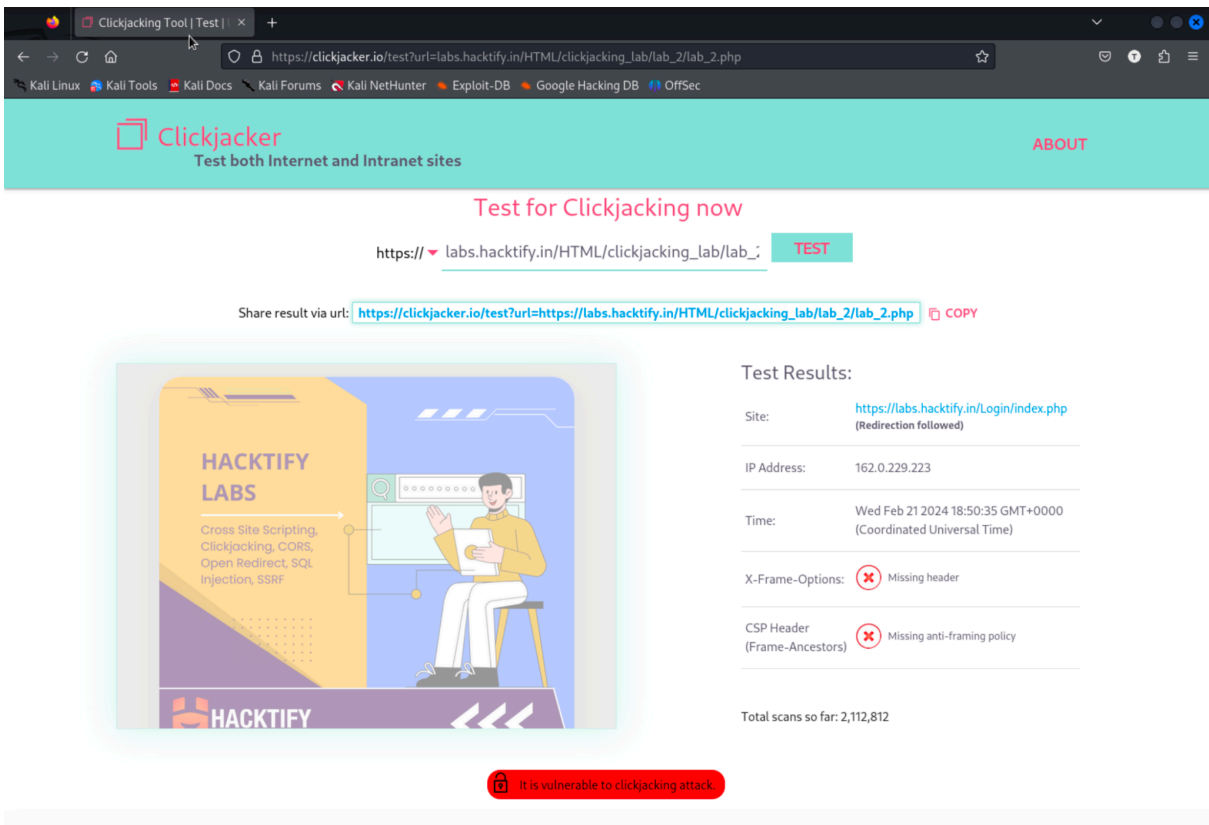 Clickjacking Tool | Test |
https://clickjacker.io/test?url=labs.hacktify.in/HTML/clickjacking_lab/lab_2/lab_2.php
Kali Linux Kali Tools Kali Docs Kali Forums Kali NetHunter Exploit-DB Google Hacking DB OffSec
Clickjacker
Test both Internet and Intranet sites
ABOUT
Test for Clickjacking now
https:// labs.hacktify.in/HTML/clickjacking_lab/lab_2 TEST
Share result via url: https://clickjacker.io/test?url=https://labs.hacktify.in/HTML/clickjacking_lab/lab_2/lab_2.php COPY
HACKTIFY
LABS
Cross Site Scripting,
Clickjacking, CORS,
Open Redirect, SQL
Injection, SSRF
HACKTIFY
Test Results:
Site: https://labs.hacktify.in/Login/index.php
(Redirection followed)
IP Address: 162.0.229.223
Time: Wed Feb 21 2024 18:50:35 GMT+0000
(Coordinated Universal Time)
X-Frame-Options: Missing header
CSP Header
(Frame-Ancestors) Missing anti-framing policy
Total scans so far: 2,112,812
It is vulnerable to clickjacking attack.